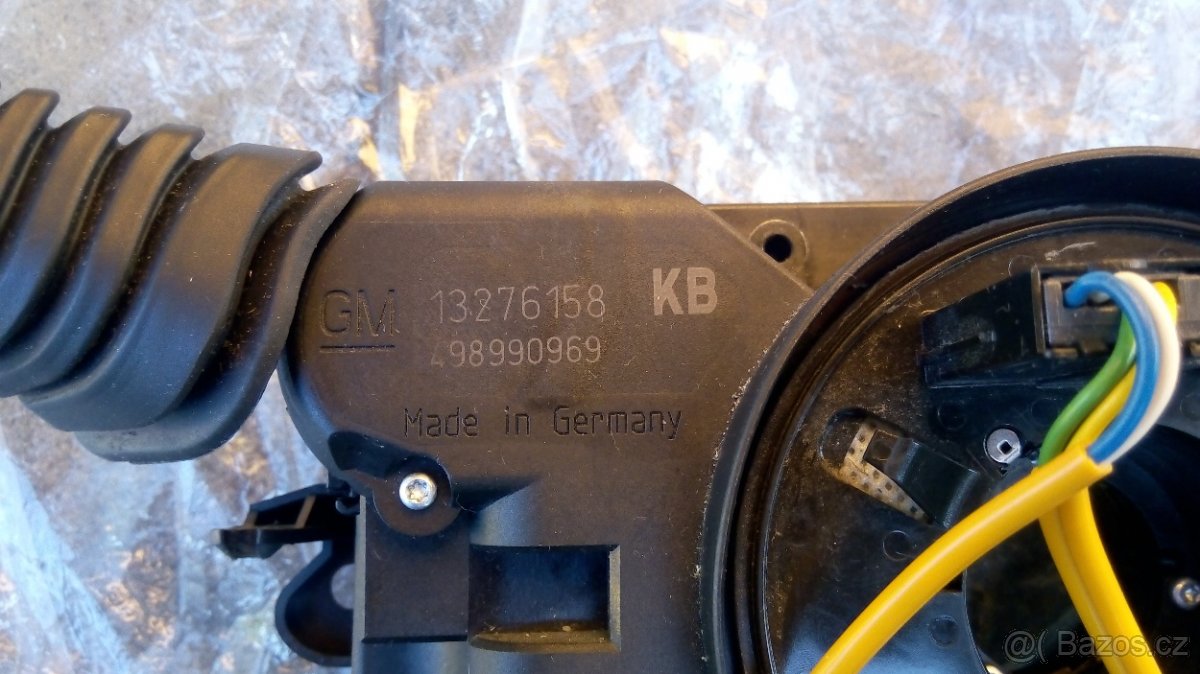 GM 13276158 KB
498990969
Made in Germany
@( Bazos.cz